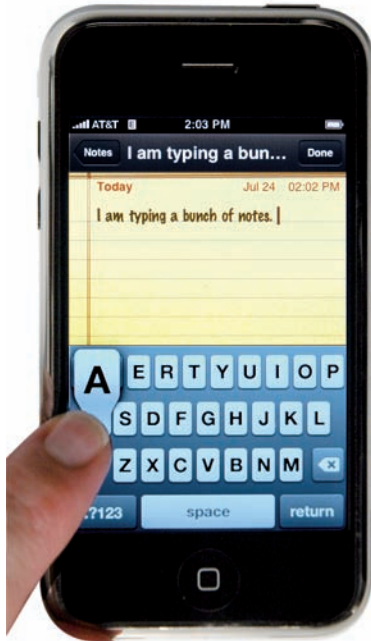 AT&T E 2:03 PM
Notes I am typing a bun... Done
Today Jul 24 02:02 PM
I am typing a bunch of notes.
A E R T Y U I O P
S D F G H J K L
Z X C V B N M
.?123 space return